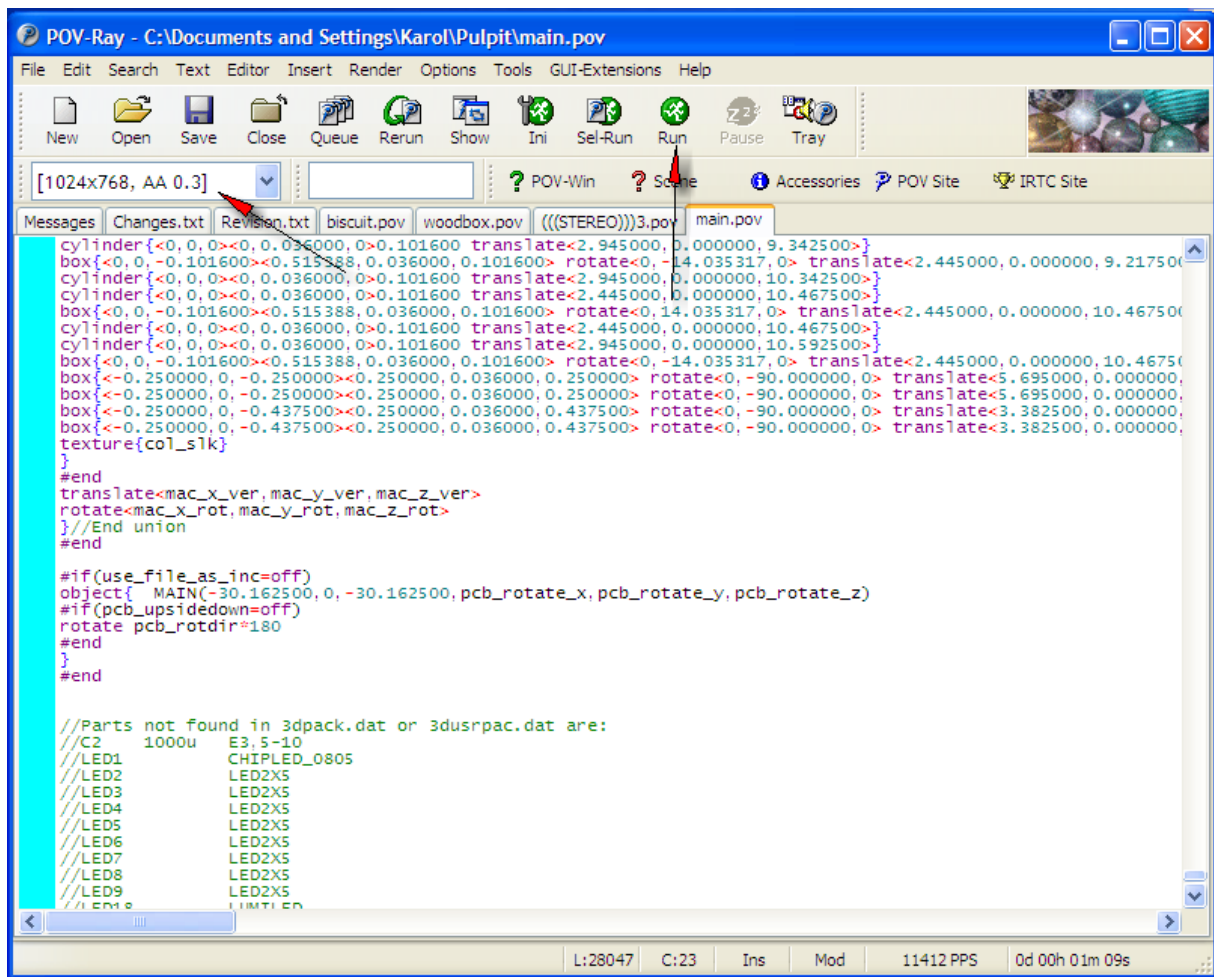 POV-Ray - C:\Documents and Settings\Karol\Pulpit\main.pov
File Edit Search Text Editor Insert Render Options Tools GUI-Extensions Help
New Open Save Close Queue Rerun Show Ini Sel-Run Run Pause Tray
[1024x768, AA 0.3] POV-Win Scene Accessories POV Site IRTC Site
Messages Changes.txt Revision.txt biscuit.pov woodbox.pov (((STEREO)))3.pov main.pov
cylinder{<0,0,0><0,0.036000,0>0.101600 translate<2.945000,0.000000,9.342500>}
box{<0,0,-0.101600><0.515388,0.036000,0.101600> rotate<0,-14.035317,0> translate<2.445000,0.000000,9.217500
cylinder{<0,0,0><0,0.036000,0>0.101600 translate<2.945000,0.000000,10.342500>}
cylinder{<0,0,0><0,0.036000,0>0.101600 translate<2.445000,0.000000,10.467500>}
box{<0,0,-0.101600><0.515388,0.036000,0.101600> rotate<0,14.035317,0> translate<2.445000,0.000000,10.467500
cylinder{<0,0,0><0,0.036000,0>0.101600 translate<2.445000,0.000000,10.467500>}
cylinder{<0,0,0><0,0.036000,0>0.101600 translate<2.945000,0.000000,10.592500>}
box{<0,0,-0.101600><0.515388,0.036000,0.101600> rotate<0,-14.035317,0> translate<2.445000,0.000000,10.46750
box{<-0.250000,0,-0.250000><0.250000,0.036000,0.250000> rotate<0,-90.000000,0> translate<5.695000,0.000000,
box{<-0.250000,0,-0.250000><0.250000,0.036000,0.250000> rotate<0,-90.000000,0> translate<5.695000,0.000000,
box{<-0.250000,0,-0.437500><0.250000,0.036000,0.437500> rotate<0,-90.000000,0> translate<3.382500,0.000000,
box{<-0.250000,0,-0.437500><0.250000,0.036000,0.437500> rotate<0,-90.000000,0> translate<3.382500,0.000000,
texture{col_slk}
}
#end
translate<mac_x_ver,mac_y_ver,mac_z_ver>
rotate<mac_x_rot,mac_y_rot,mac_z_rot>
}//End union
#end
#if(use_file_as_inc=off)
object{ MAIN(-30.162500,0,-30.162500,pcb_rotate_x,pcb_rotate_y,pcb_rotate_z)
#if(pcb_upsidedown=off)
rotate pcb_rotdir*180
#end
}
#end
//Parts not found in 3dpack.dat or 3dusrpac.dat are:
//C2 1000u E3,5-10
//LED1 CHIPLED_0805
//LED2 LED2X5
//LED3 LED2X5
//LED4 LED2X5
//LED5 LED2X5
//LED6 LED2X5
//LED7 LED2X5
//LED8 LED2X5
//LED9 LED2X5
//LED18 LUMILED
L:28047 C:23 Ins Mod 11412 PPS 0d 00h 01m 09s